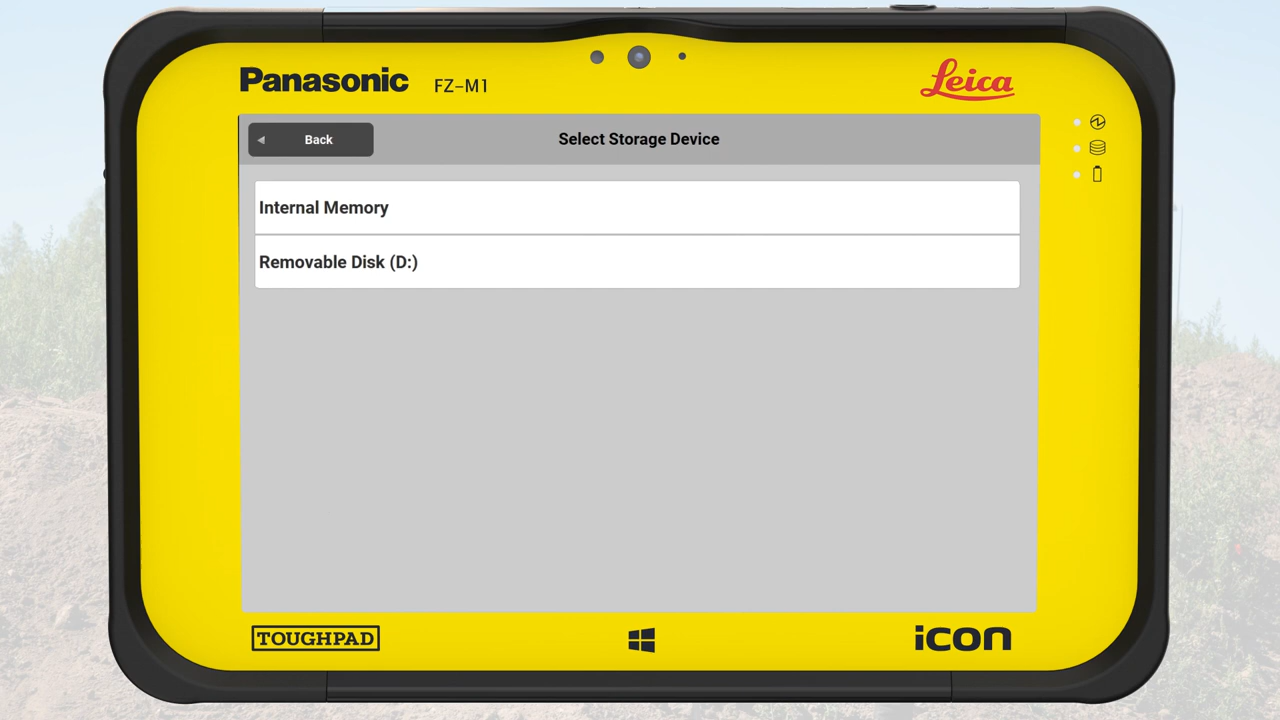 Panasonic FZ-M1 Leica
Back
Select Storage Device
Internal Memory
Removable Disk (D:)
TOUGHPAD
iCON